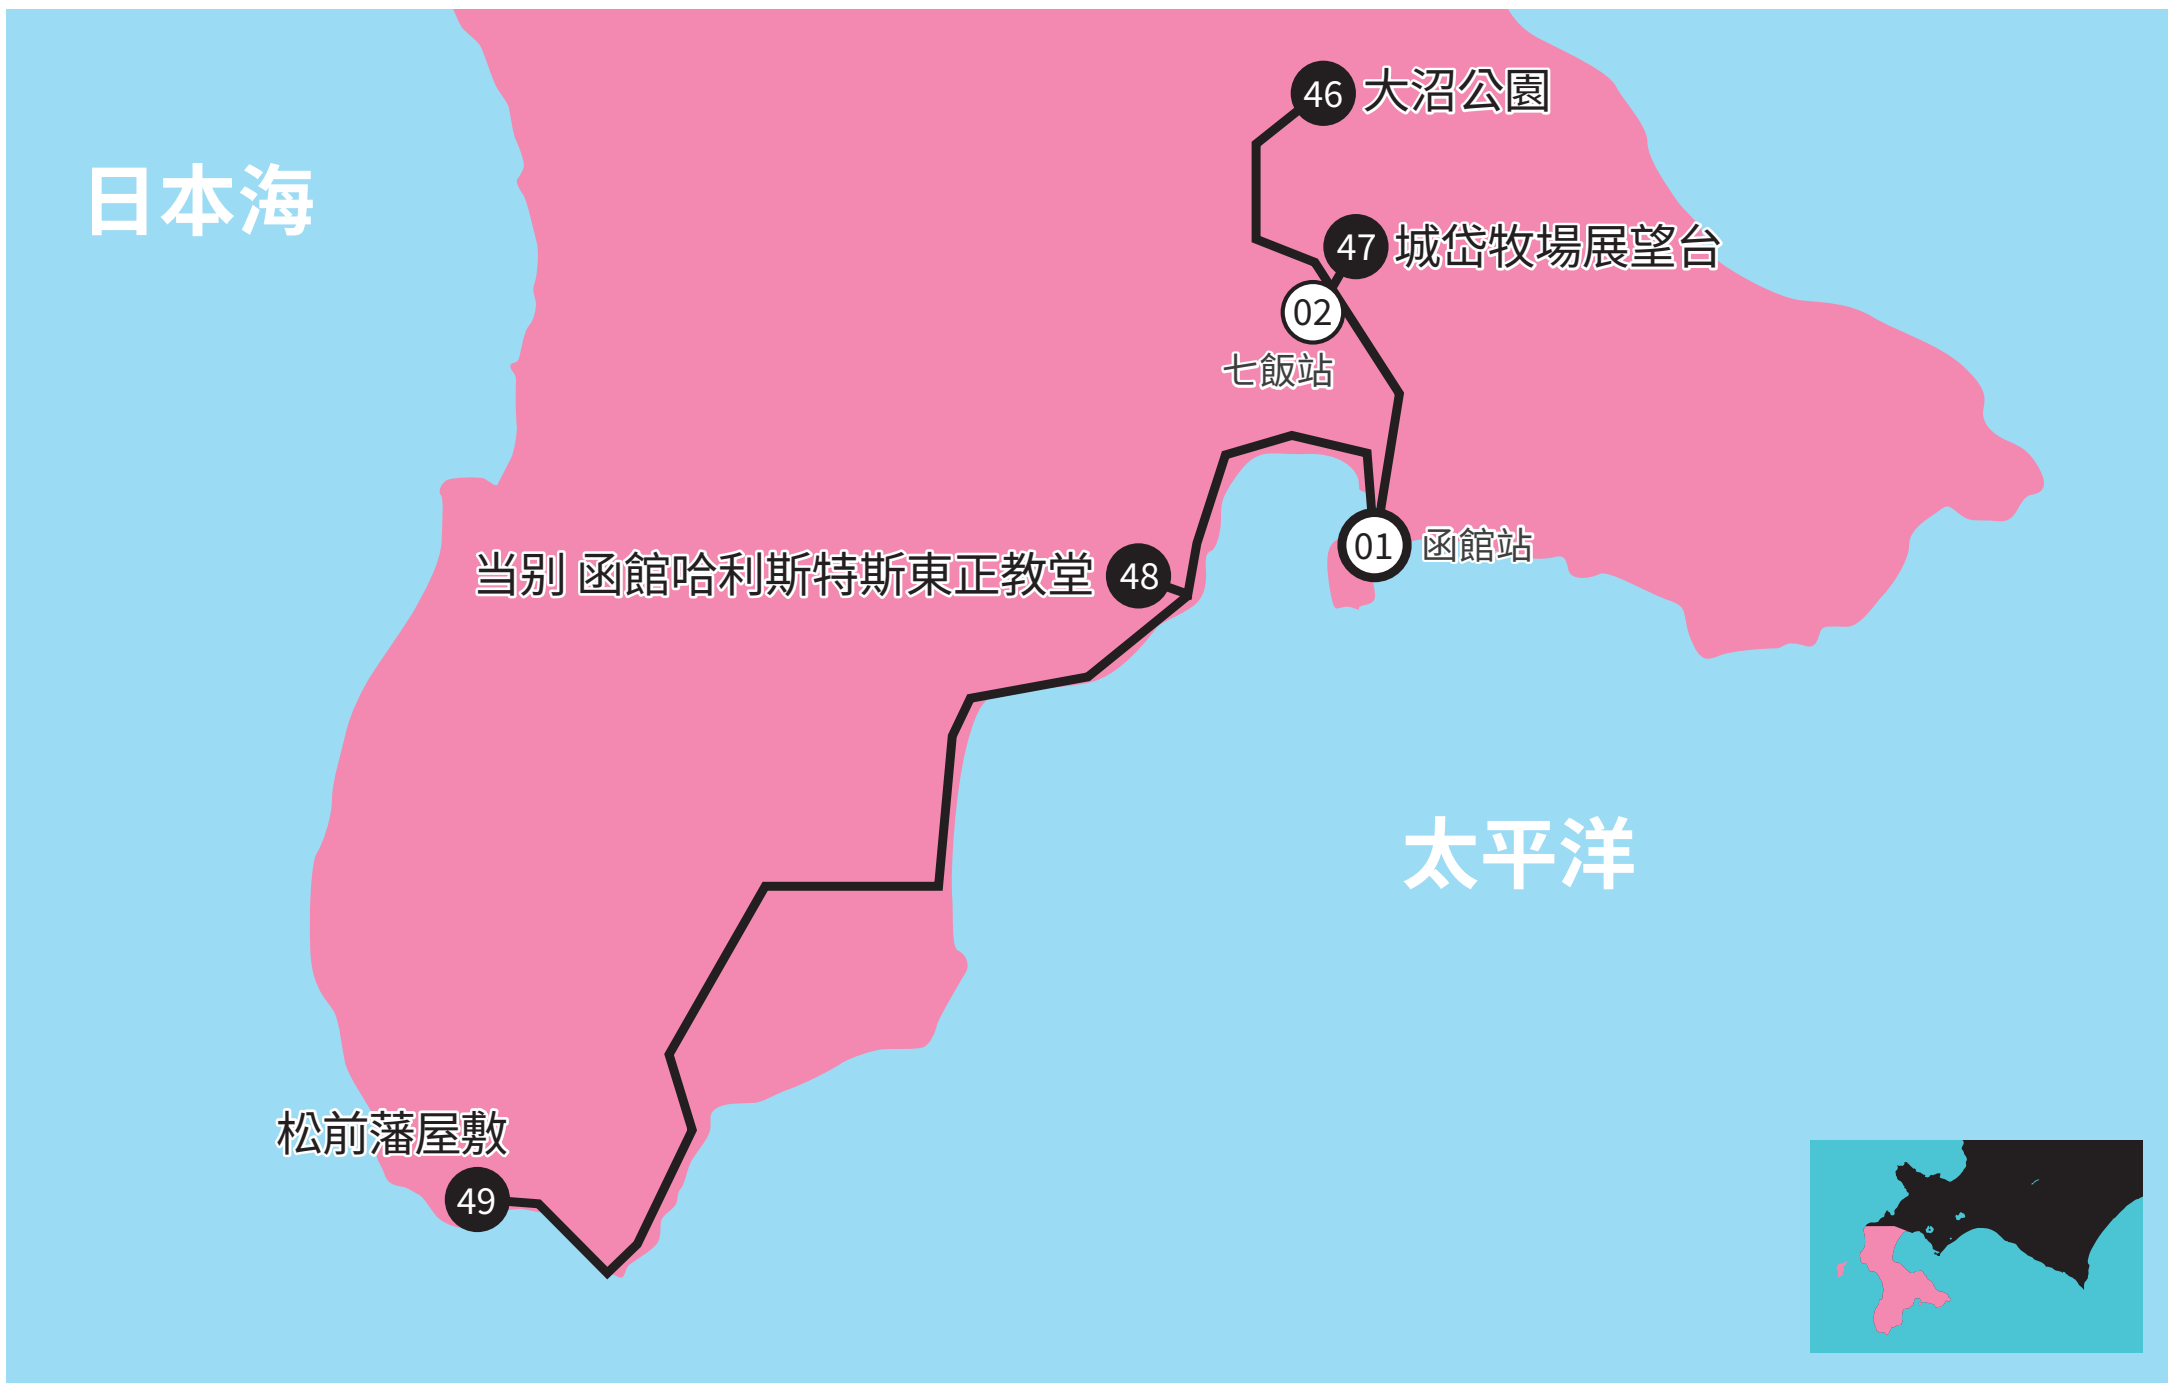 46 大沼公園
日本海
47 城岱牧場展望台
02
七飯站
01 函館站
当别 函館哈利斯特斯東正教堂 48
太平洋
松前藩屋敷
49